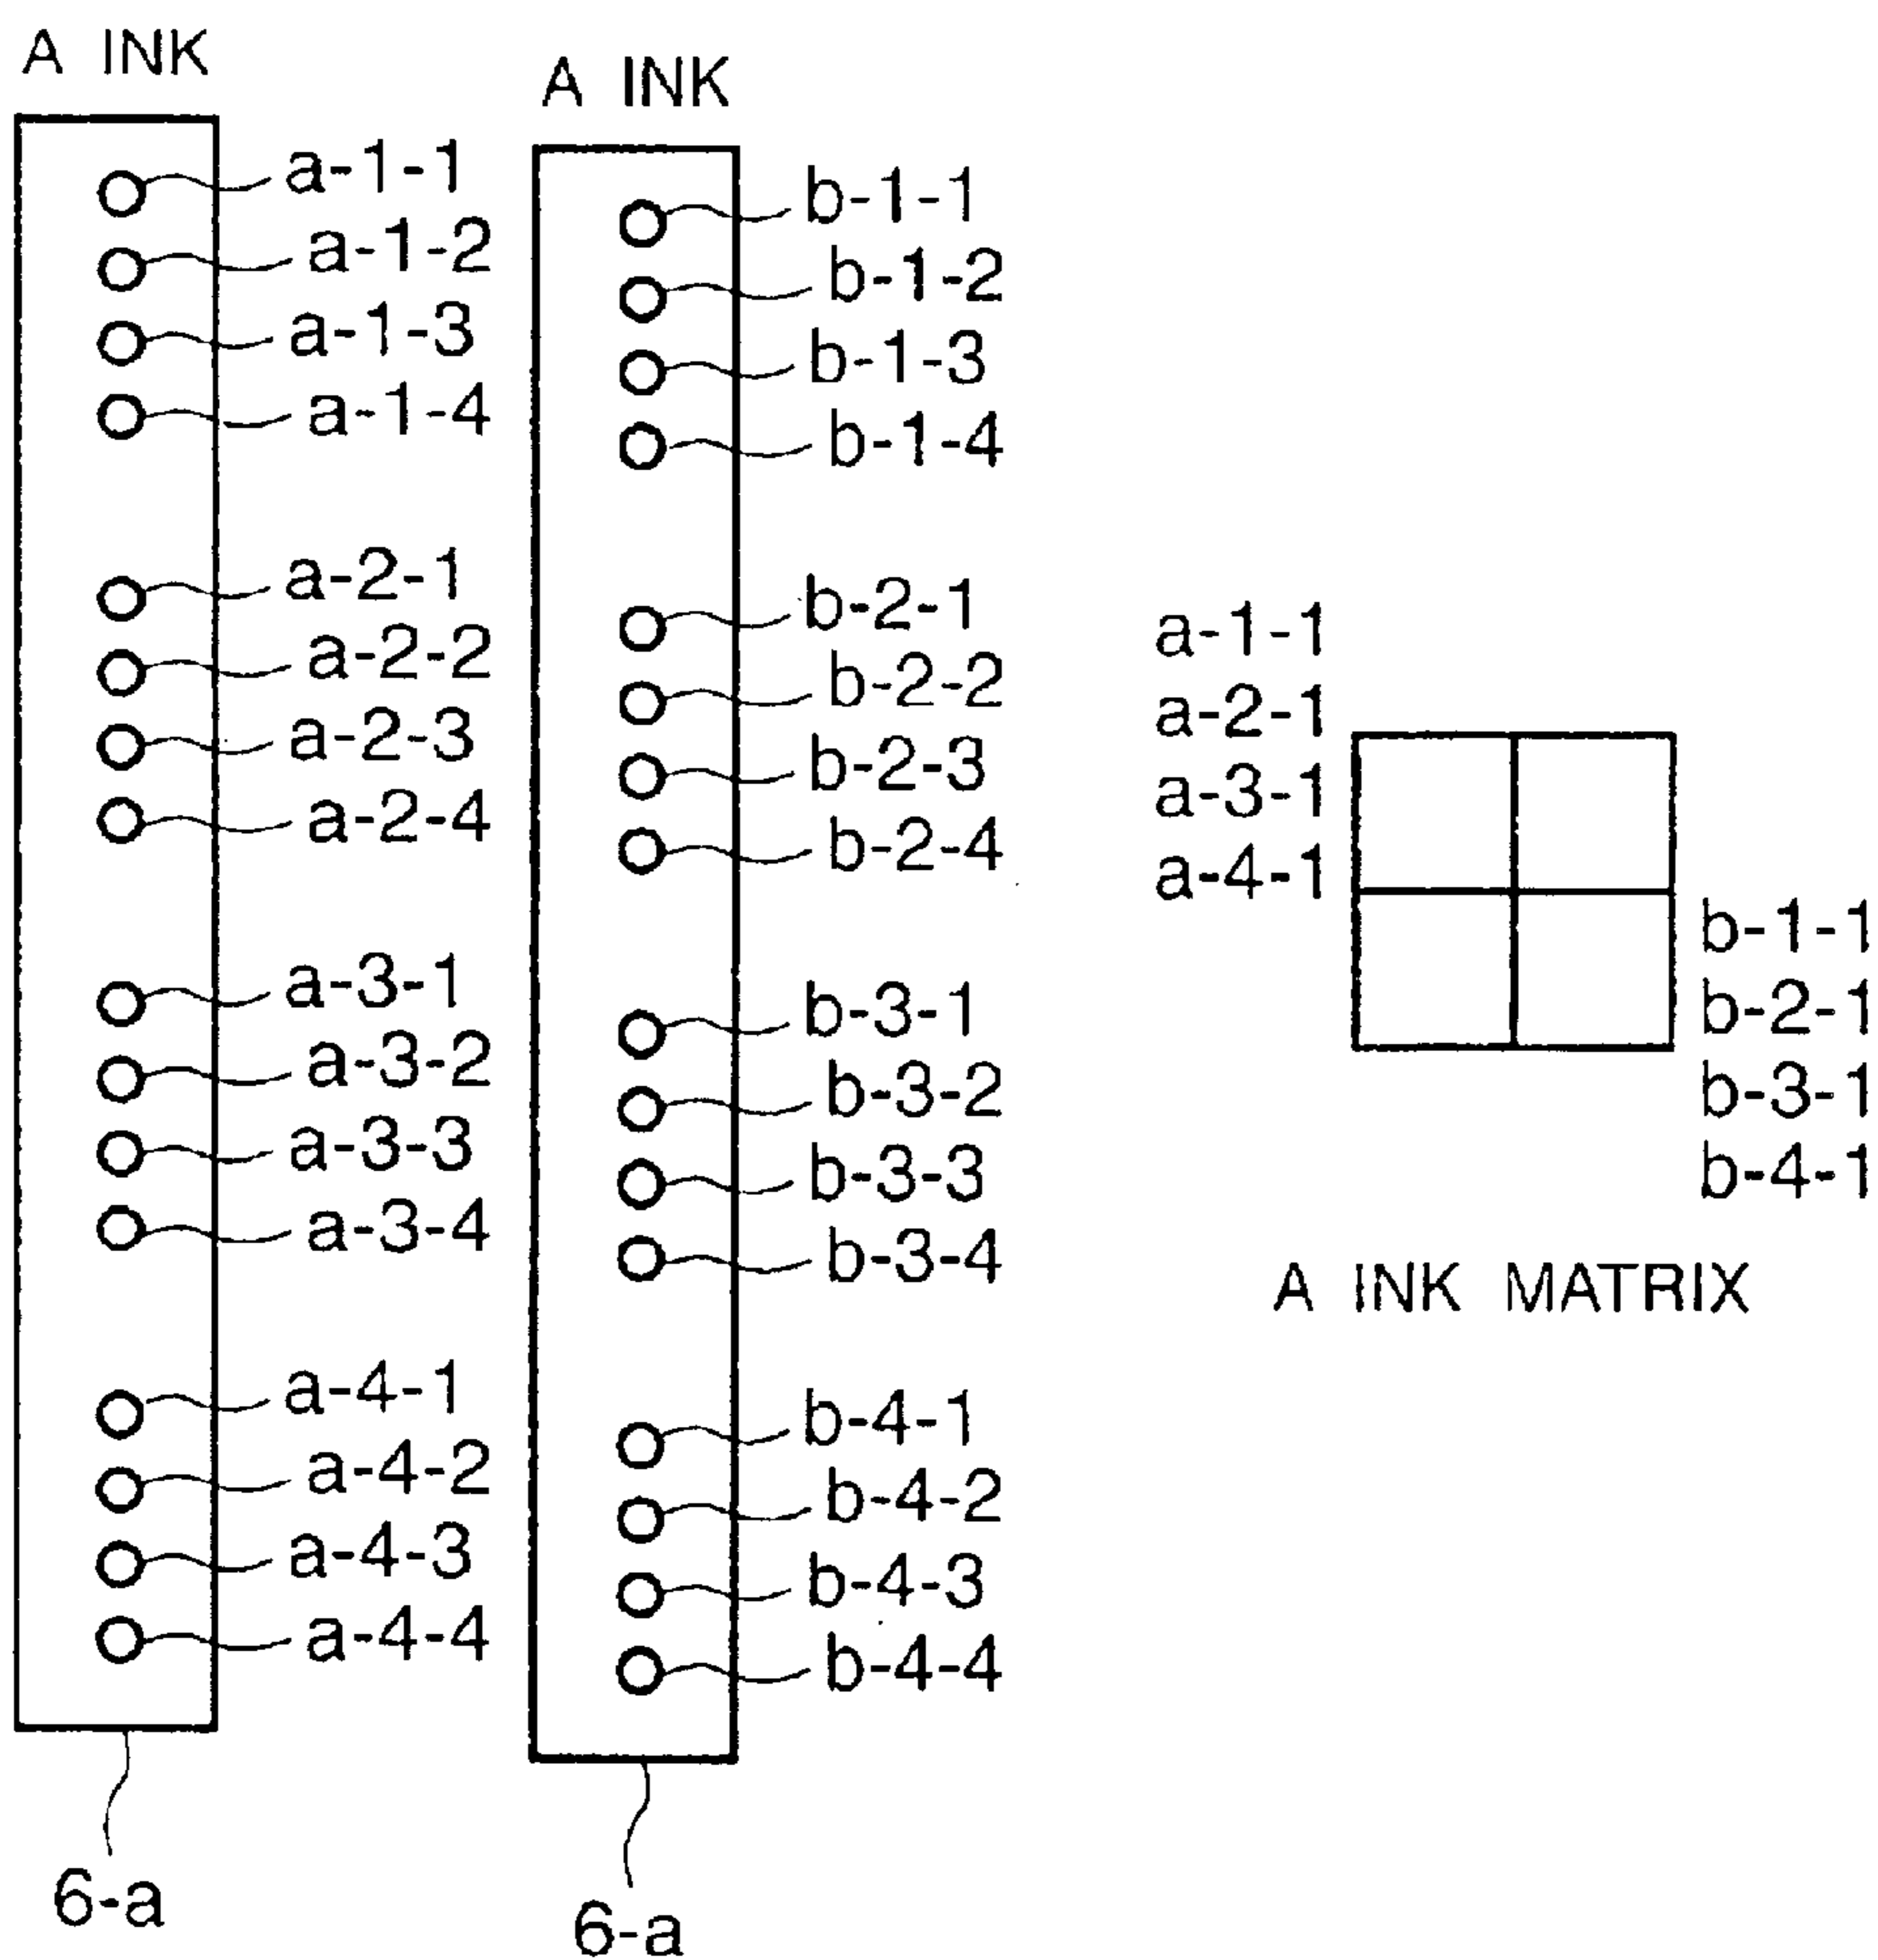 A INK
a-1-1
a-1-2
a-1-3
a-1-4
a-2-1
a-2-2
a-2-3
a-2-4
a-3-1
a-3-2
a-3-3
a-3-4
a-4-1
a-4-2
a-4-3
a-4-4
6-a
A INK
b-1-1
b-1-2
b-1-3
b-1-4
b-2-1
b-2-2
b-2-3
b-2-4
b-3-1
b-3-2
b-3-3
b-3-4
b-4-1
b-4-2
b-4-3
b-4-4
6-a
a-1-1
a-2-1
a-3-1
a-4-1
b-1-1
b-2-1
b-3-1
b-4-1
A INK MATRIX